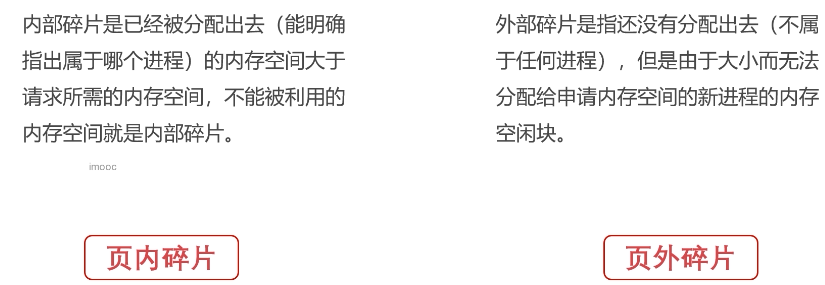 内部碎片是已经被分配出去（能明确
指出属于哪个进程）的内存空间大于
请求所需的内存空间，不能被利用的
内存空间就是内部碎片。
imooc
页内碎片
外部碎片是指还没有分配出去（不属
于任何进程），但是由于大小而无法
分配给申请内存空间的新进程的内存
空闲块。
页外碎片